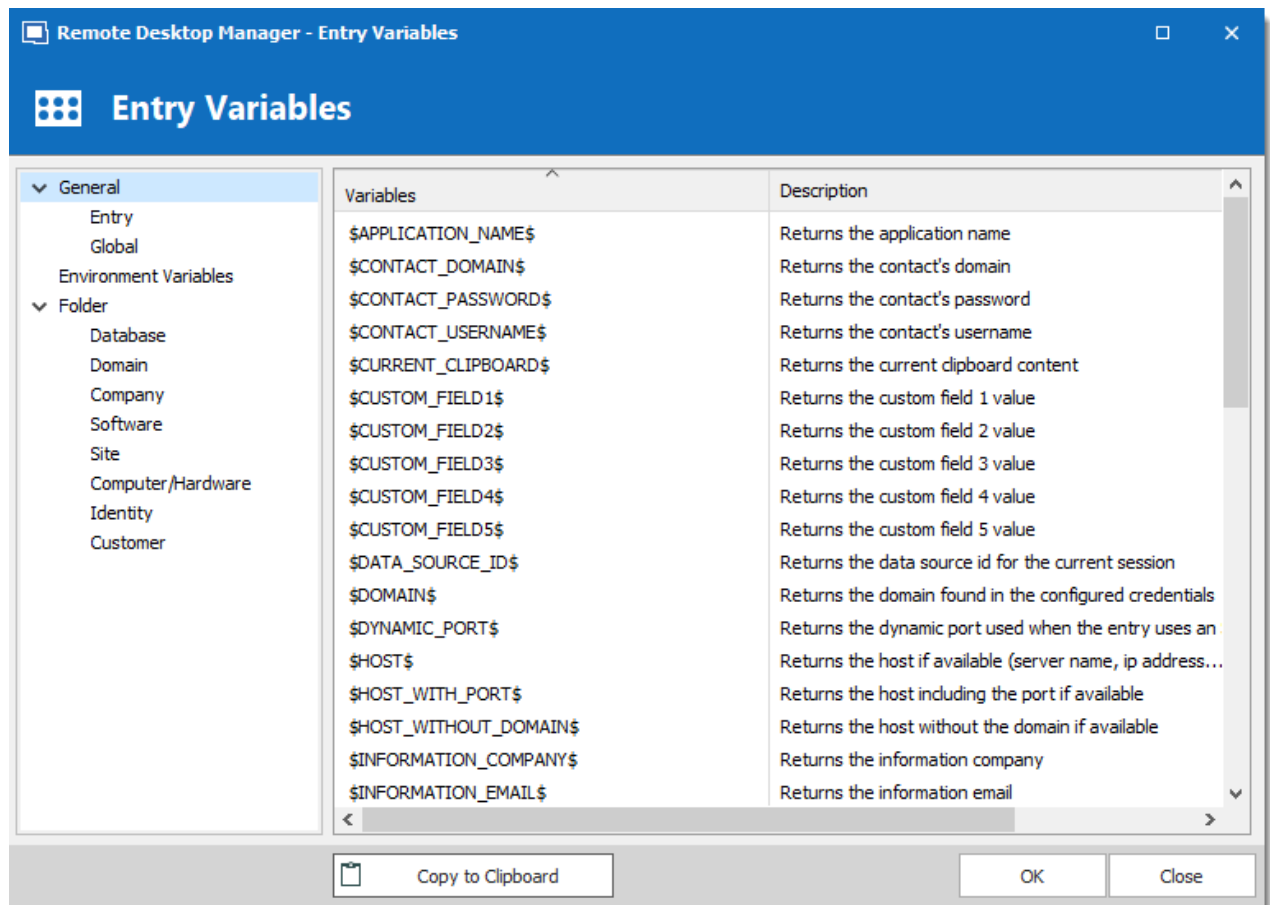 Remote Desktop Manager - Entry Variables
Entry Variables
General
Entry
Global
Environment Variables
Folder
Database
Domain
Company
Software
Site
Computer/Hardware
Identity
Customer
Variables Description
$APPLICATION_NAME$ Returns the application name
$CONTACT_DOMAIN$ Returns the contact's domain
$CONTACT_PASSWORD$ Returns the contact's password
$CONTACT_USERNAME$ Returns the contact's username
$CURRENT_CLIPBOARD$ Returns the current clipboard content
$CUSTOM_FIELD1$ Returns the custom field 1 value
$CUSTOM_FIELD2$ Returns the custom field 2 value
$CUSTOM_FIELD3$ Returns the custom field 3 value
$CUSTOM_FIELD4$ Returns the custom field 4 value
$CUSTOM_FIELD5$ Returns the custom field 5 value
$DATA_SOURCE_ID$ Returns the data source id for the current session
$DOMAIN$ Returns the domain found in the configured credentials
$DYNAMIC_PORT$ Returns the dynamic port used when the entry uses an
$HOST$ Returns the host if available (server name, ip address...
$HOST_WITH_PORT$ Returns the host including the port if available
$HOST_WITHOUT_DOMAIN$ Returns the host without the domain if available
$INFORMATION_COMPANY$ Returns the information company
$INFORMATION_EMAIL$ Returns the information email
Copy to Clipboard OK Close